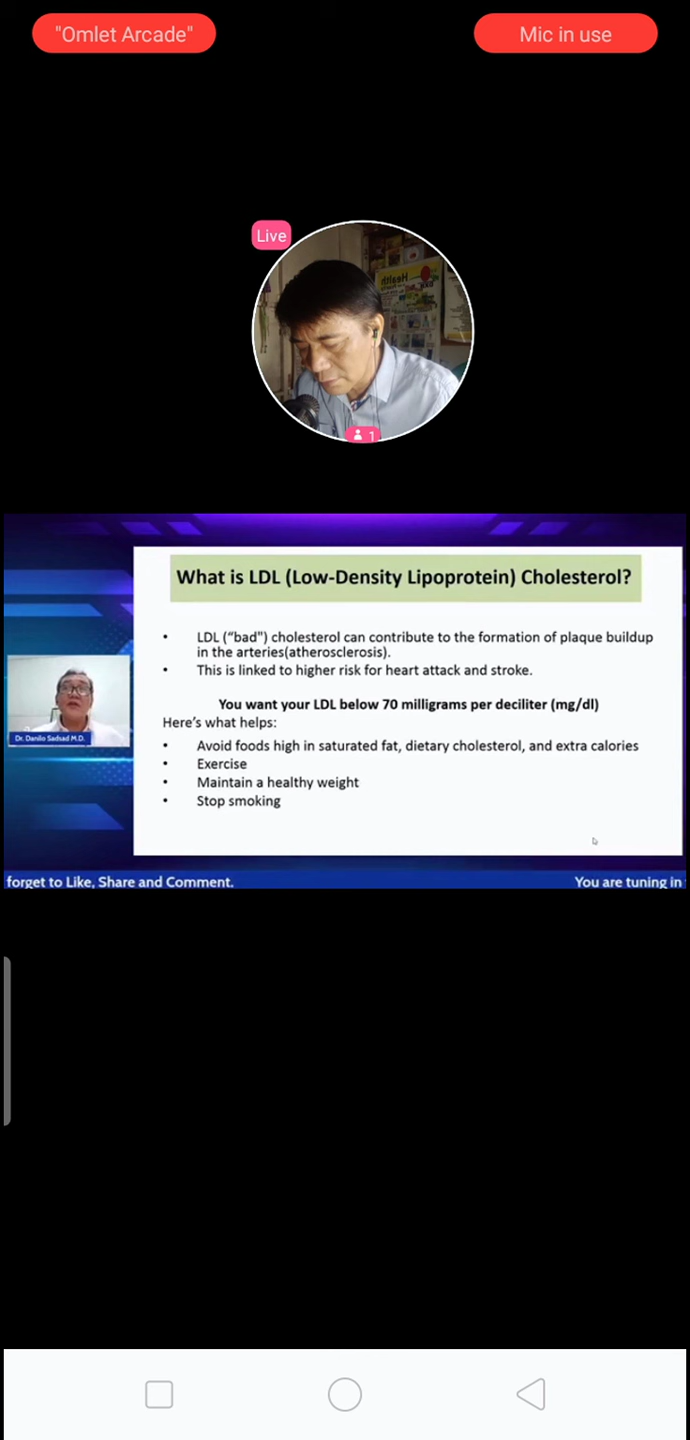 "Omlet Arcade"
Mic in use
Live
Health
1
What is LDL (Low-Density Lipoprotein) Cholesterol?
• LDL (“bad") cholesterol can contribute to the formation of plaque buildup
in the arteries(atherosclerosis).
• This is linked to higher risk for heart attack and stroke.
You want your LDL below 70 milligrams per deciliter (mg/dl)
Here’s what helps:
• Avoid foods high in saturated fat, dietary cholesterol, and extra calories
• Exercise
• Maintain a healthy weight
• Stop smoking
Dr. Danilo Sadsad M.D.
forget to Like, Share and Comment.
You are tuning in